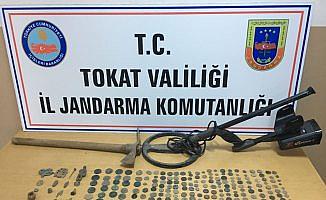 T.C.
TOKAT VALİLİĞİ
İL JANDARMA KOMUTANLIĞI